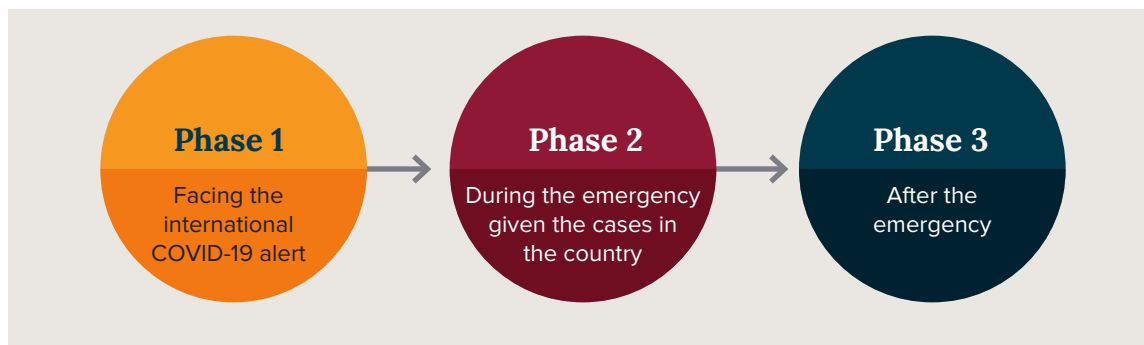 Phase 1
Facing the
international
COVID-19 alert
Phase 2
During the emergency
given the cases in
the country
Phase 3
After the
emergency